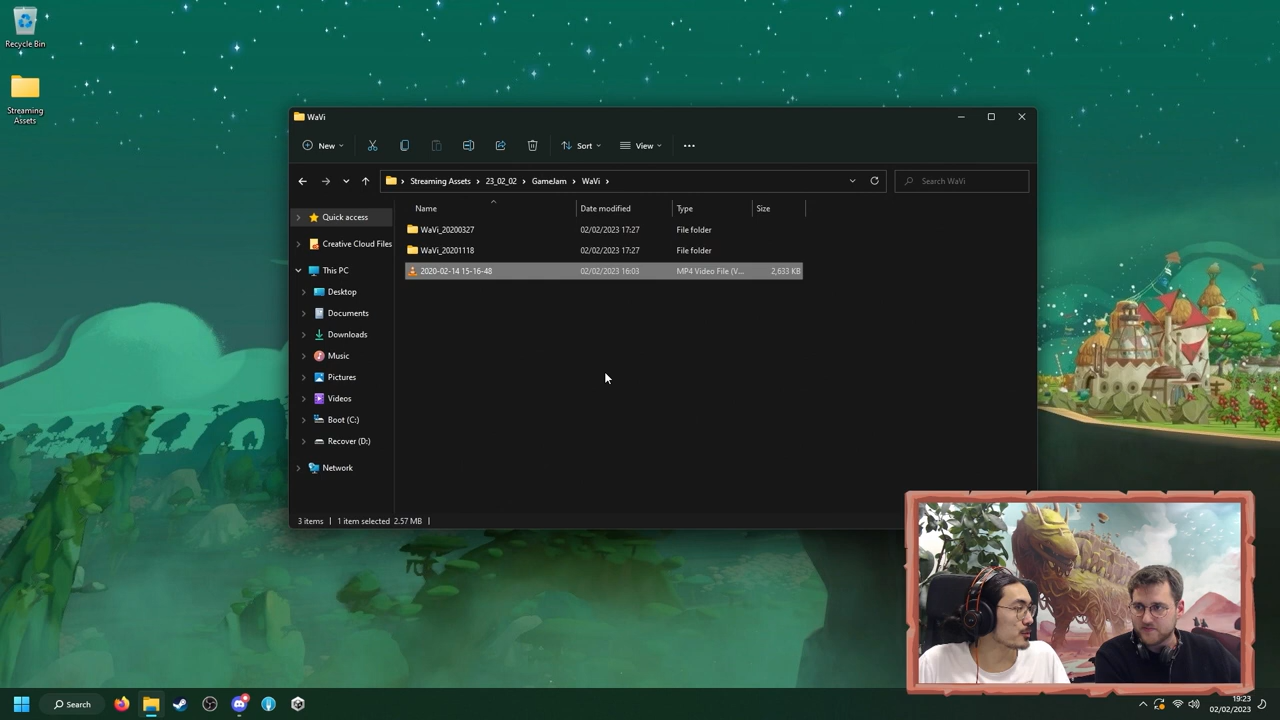 Recycle Bin
Streaming
Assets
WaVi
New
Sort
View
Streaming Assets
23_02_02
GameJam
WaVi
Search WaVi
Name
Date modified
Type
Size
WaVi_20200327
02/02/2023 17:27
File folder
WaVi_20201118
02/02/2023 17:27
File folder
2020-02-14 15-16-48
02/02/2023 16:03
MP4 Video File (V...
2,633 KB
Quick access
Creative Cloud Files
This PC
Desktop
Documents
Downloads
Music
Pictures
Videos
Boot (C:)
Recover (D:)
Network
3 items
1 item selected 2.57 MB
Search
19:23
02/02/2023